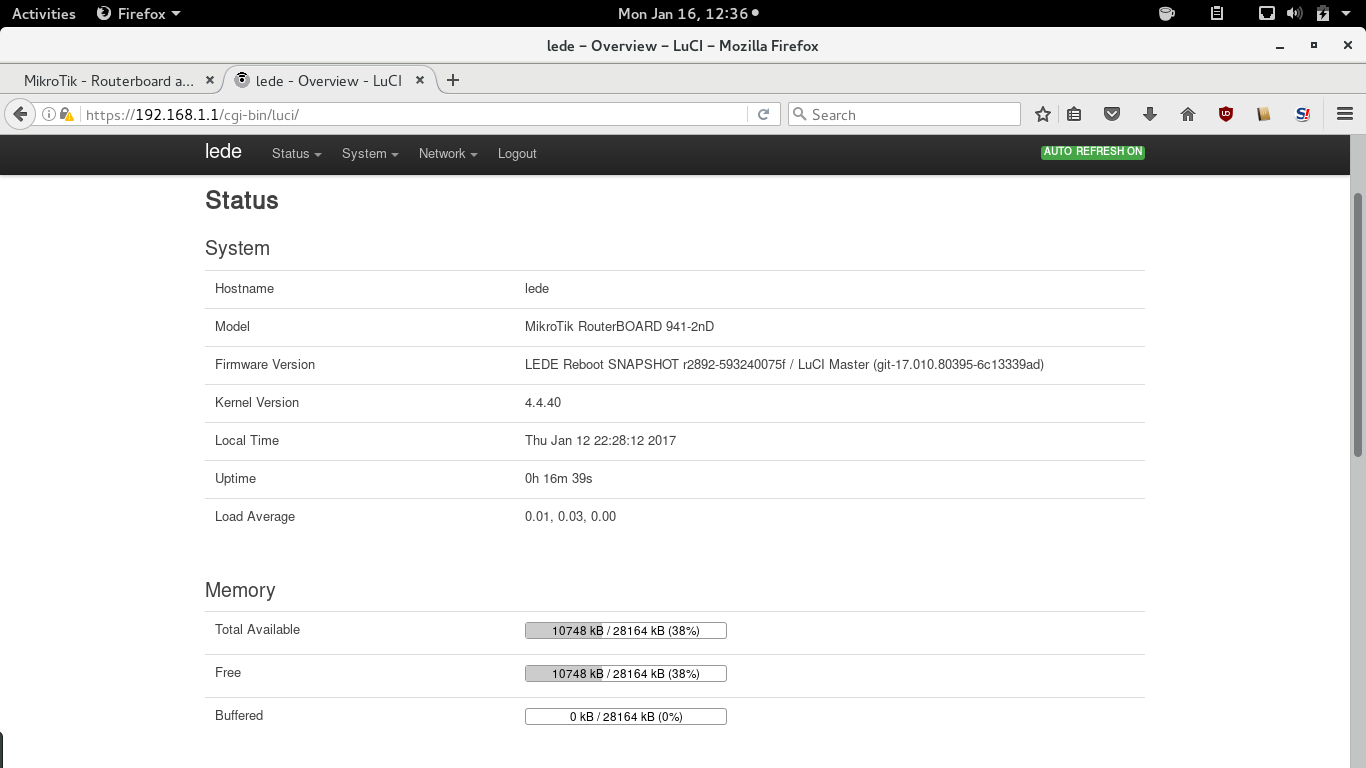 Activities Firefox Mon Jan 16, 12:36
lede – Overview – LuCI – Mozilla Firefox
MikroTik - Routerboard a... lede - Overview - LuCI
https://192.168.1.1/cgi-bin/luci/ Search
lede Status System Network Logout AUTO REFRESH ON
Status
System
Hostname lede
Model MikroTik RouterBOARD 941-2nD
Firmware Version LEDE Reboot SNAPSHOT r2892-593240075f / LuCI Master (git-17.010.80395-6c13339ad)
Kernel Version 4.4.40
Local Time Thu Jan 12 22:28:12 2017
Uptime 0h 16m 39s
Load Average 0.01, 0.03, 0.00
Memory
Total Available 10748 kB / 28164 kB (38%)
Free 10748 kB / 28164 kB (38%)
Buffered 0 kB / 28164 kB (0%)